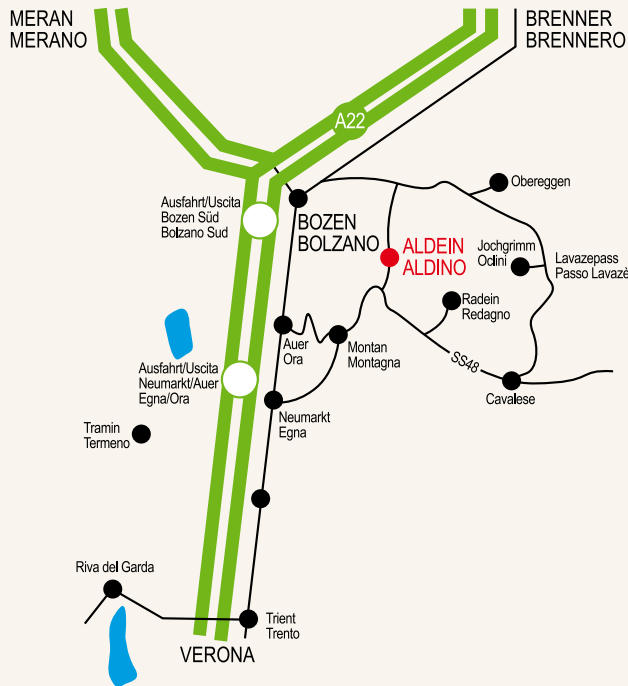 MERAN
MERANO
BRENNER
BRENNERO
A22
Obereggen
Ausfahrt/Uscita
Bozen Süd
Bolzano Sud
BOZEN
BOLZANO
ALDEIN
ALDINO
Jochgrimm
Oclini
Lavazepass
Passo Lavazè
Radein
Redagno
Auer
Ora
Montan
Montagna
SS48
Ausfahrt/Uscita
Neumarkt/Auer
Egna/Ora
Cavalese
Neumarkt
Egna
Tramin
Termeno
Riva del Garda
Trient
Trento
VERONA